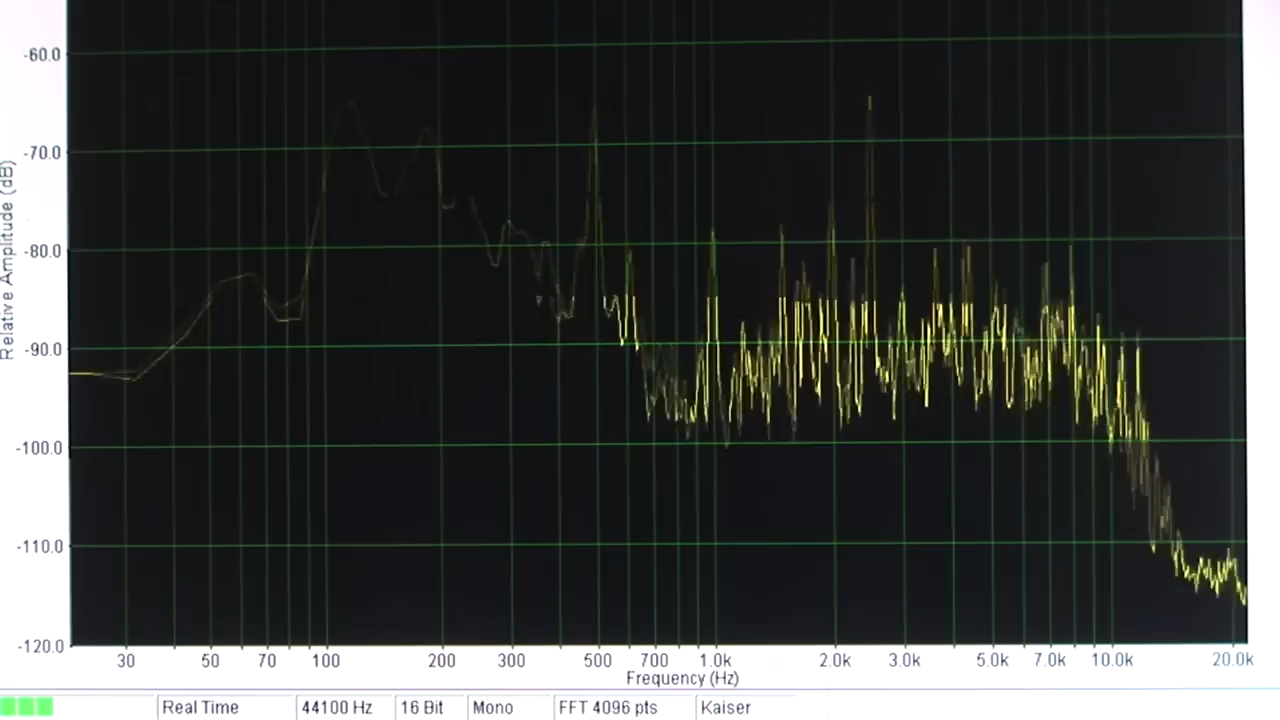 -60.0
-70.0
-80.0
-90.0
-100.0
-110.0
-120.0
Relative Amplitude (dB)
30 50 70 100 200 300 500 700 1.0k 2.0k 3.0k 5.0k 7.0k 10.0k 20.0k
Frequency (Hz)
Real Time 44100 Hz 16 Bit Mono FFT 4096 pts Kaiser